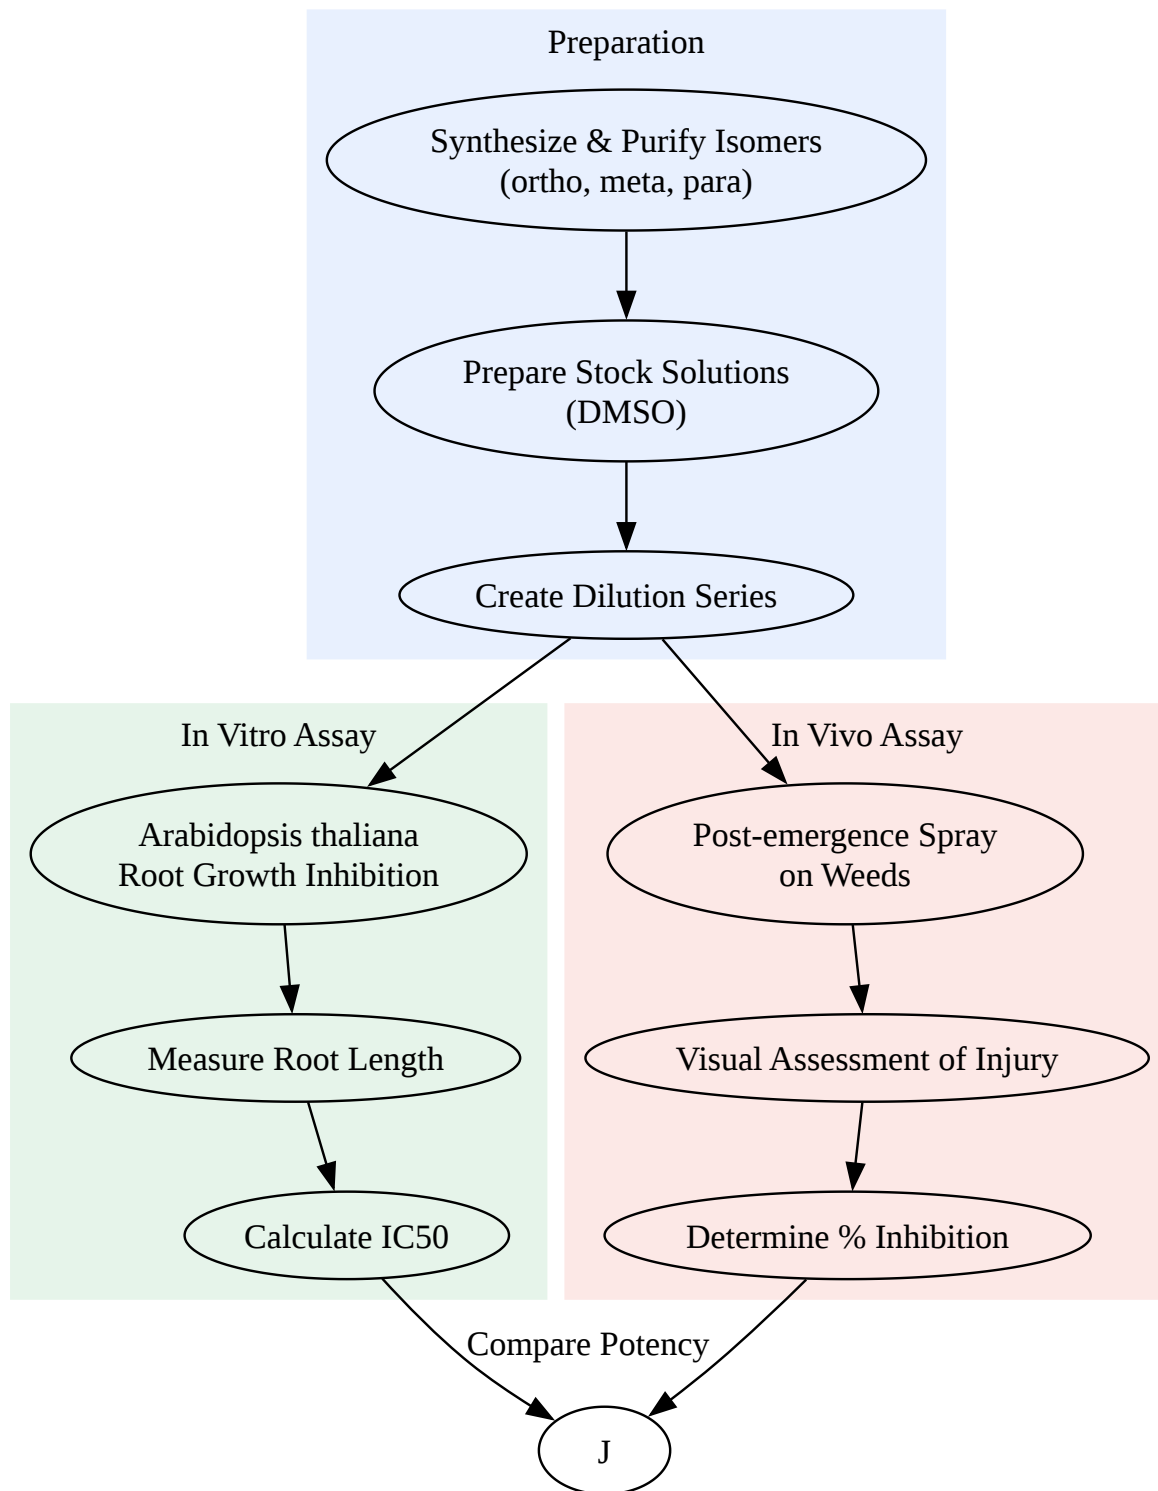 Preparation
Synthesize & Purify Isomers
(ortho, meta, para)
Prepare Stock Solutions
(DMSO)
Create Dilution Series
In Vitro Assay
Arabidopsis thaliana
Root Growth Inhibition
Measure Root Length
Calculate IC50
In Vivo Assay
Post-emergence Spray
on Weeds
Visual Assessment of Injury
Determine % Inhibition
Compare Potency
J